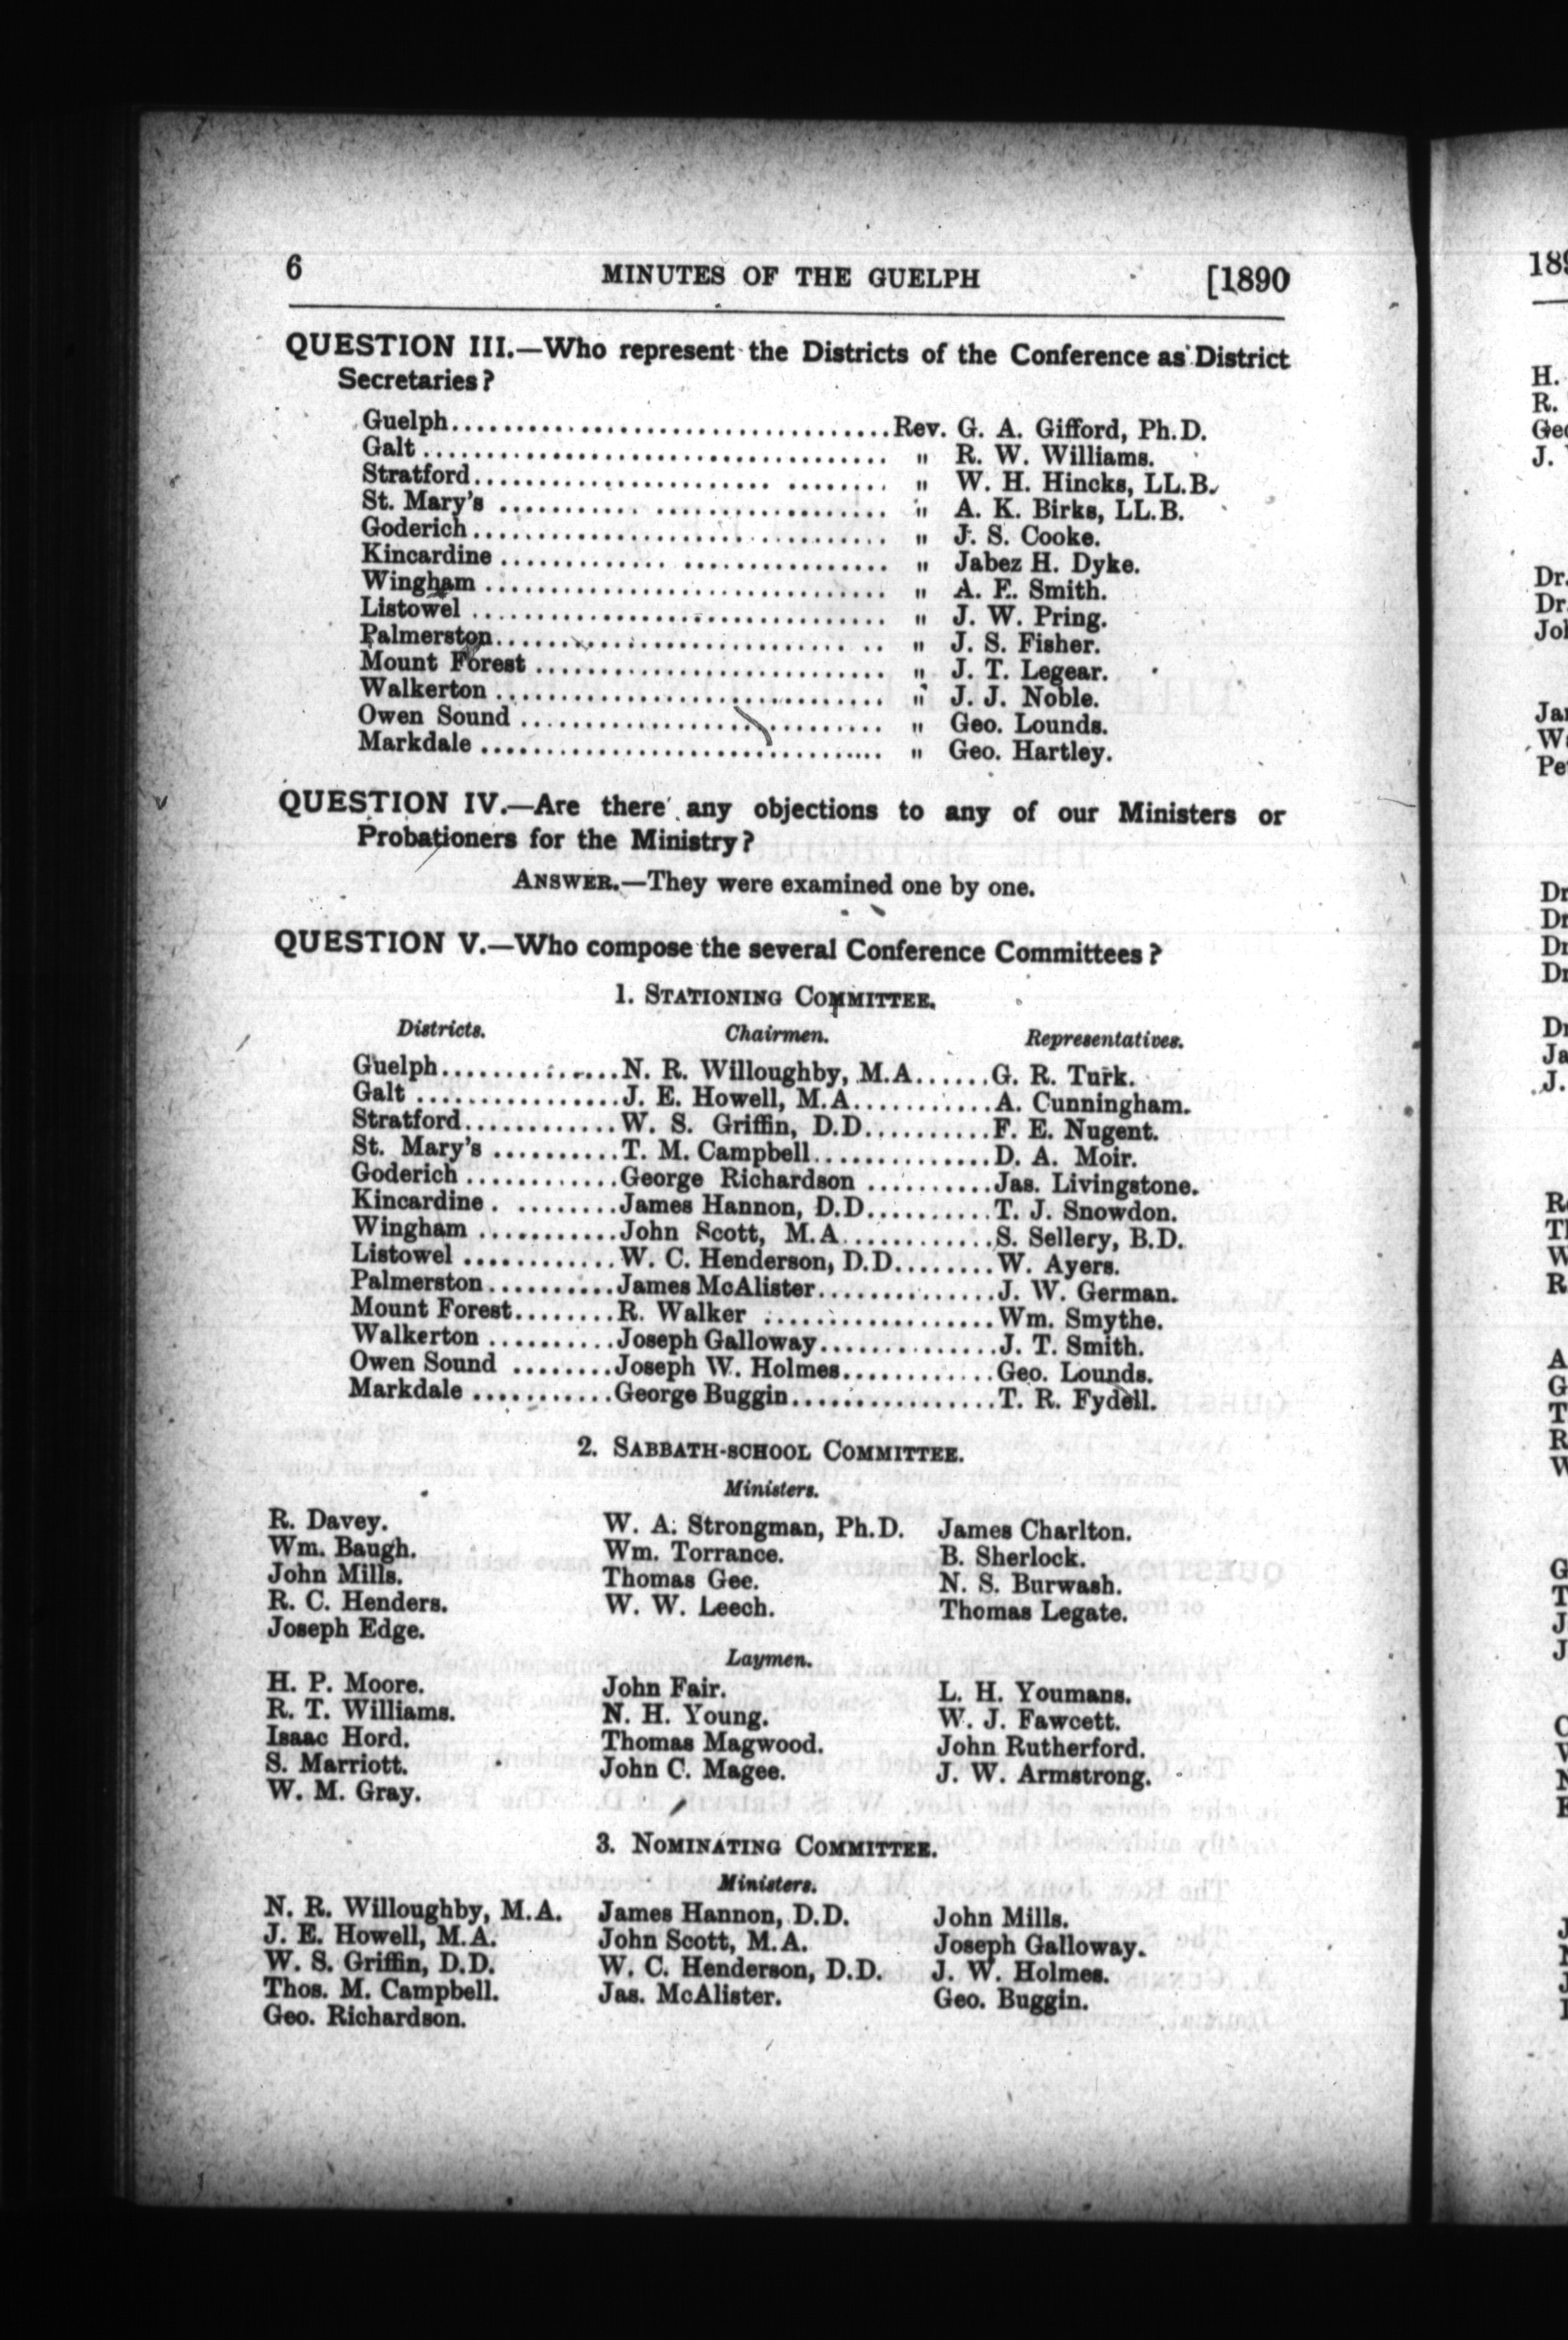 6 MINUTES OF THE GUELPH [1890
QUESTION III.—Who represent the Districts of the Conference as District
Secretaries?
Guelph....................................Rev. G. A. Gifford, Ph.D.
Galt.................................... " R. W. Williams.
Stratford.................................... " W. H. Hincks, LL.B.
St. Mary's.................................... " A. K. Birks, LL.B.
Goderich.................................... " J. S. Cooke.
Kincardine.................................... " Jabez H. Dyke.
Wingham.................................... " A. E. Smith.
Listowel.................................... " J. W. Pring.
Palmerston.................................... " J. S. Fisher.
Mount Forest.................................... " J. T. Legear.
Walkerton.................................... " J. J. Noble.
Owen Sound.................................... " Geo. Lounds.
Markdale.................................... " Geo. Hartley.
QUESTION IV.—Are there any objections to any of our Ministers or
Probationers for the Ministry?
ANSWER.—They were examined one by one.
QUESTION V.—Who compose the several Conference Committees?
1. STATIONING COMMITTEE.
Districts. Chairmen. Representatives.
Guelph..............N. R. Willoughby, M.A......G. R. Turk.
Galt................J. E. Howell, M.A...........A. Cunningham.
Stratford............W. S. Griffin, D.D..........F. E. Nugent.
St. Mary's..........T. M. Campbell..............D. A. Moir.
Goderich............George Richardson..........Jas. Livingstone.
Kincardine.........James Hannon, D.D..........T. J. Snowdon.
Wingham...........John Scott, M.A............S. Sellery, B.D.
Listowel............W. C. Henderson, D.D........W. Ayers.
Palmerston..........James McAlister..............J. W. German.
Mount Forest........R. Walker..................Wm. Smythe.
Walkerton..........Joseph Galloway..............J. T. Smith.
Owen Sound........Joseph W. Holmes............Geo. Lounds.
Markdale...........George Buggin................T. R. Fydell.
2. SABBATH-SCHOOL COMMITTEE.
Ministers.
R. Davey. W. A. Strongman, Ph.D. James Charlton.
Wm. Baugh. Wm. Torrance. B. Sherlock.
John Mills. Thomas Gee. N. S. Burwash.
R. C. Henders. W. W. Leech. Thomas Legate.
Joseph Edge.
Laymen.
H. P. Moore. John Fair. L. H. Youmans.
R. T. Williams. N. H. Young. W. J. Fawcett.
Isaac Hord. Thomas Magwood. John Rutherford.
S. Marriott. John C. Magee. J. W. Armstrong.
W. M. Gray.
3. NOMINATING COMMITTEE.
Ministers.
N. R. Willoughby, M.A. James Hannon, D.D. John Mills.
J. E. Howell, M.A. John Scott, M.A. Joseph Galloway.
W. S. Griffin, D.D. W. C. Henderson, D.D. J. W. Holmes.
Thos. M. Campbell. Jas. McAlister. Geo. Buggin.
Geo. Richardson.